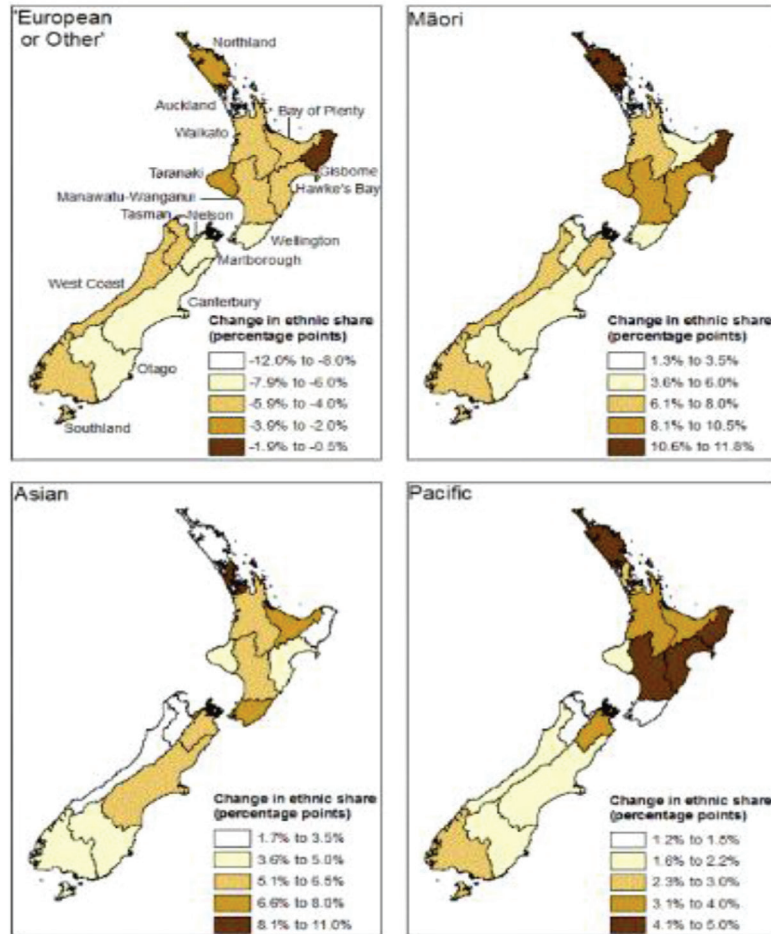 'European
or Other'
Northland
Auckland
Bay of Plenty
Waikato
Taranaki
Gisborne
Hawke's Bay
Manawatu-Wanganui
Tasman
Nelson
Wellington
Marlborough
West Coast
Canterbury
Otago
Southland
Change in ethnic share
(percentage points)
-12.0% to -8.0%
-7.9% to -6.0%
-5.9% to -4.0%
-3.9% to -2.0%
-1.9% to -0.5%
Māori
Change in ethnic share
(percentage points)
1.3% to 3.5%
3.6% to 6.0%
6.1% to 8.0%
8.1% to 10.5%
10.6% to 11.8%
Asian
Change in ethnic share
(percentage points)
1.7% to 3.5%
3.6% to 5.0%
5.1% to 6.5%
6.6% to 8.0%
8.1% to 11.0%
Pacific
Change in ethnic share
(percentage points)
1.2% to 1.5%
1.6% to 2.2%
2.3% to 3.0%
3.1% to 4.0%
4.1% to 5.0%